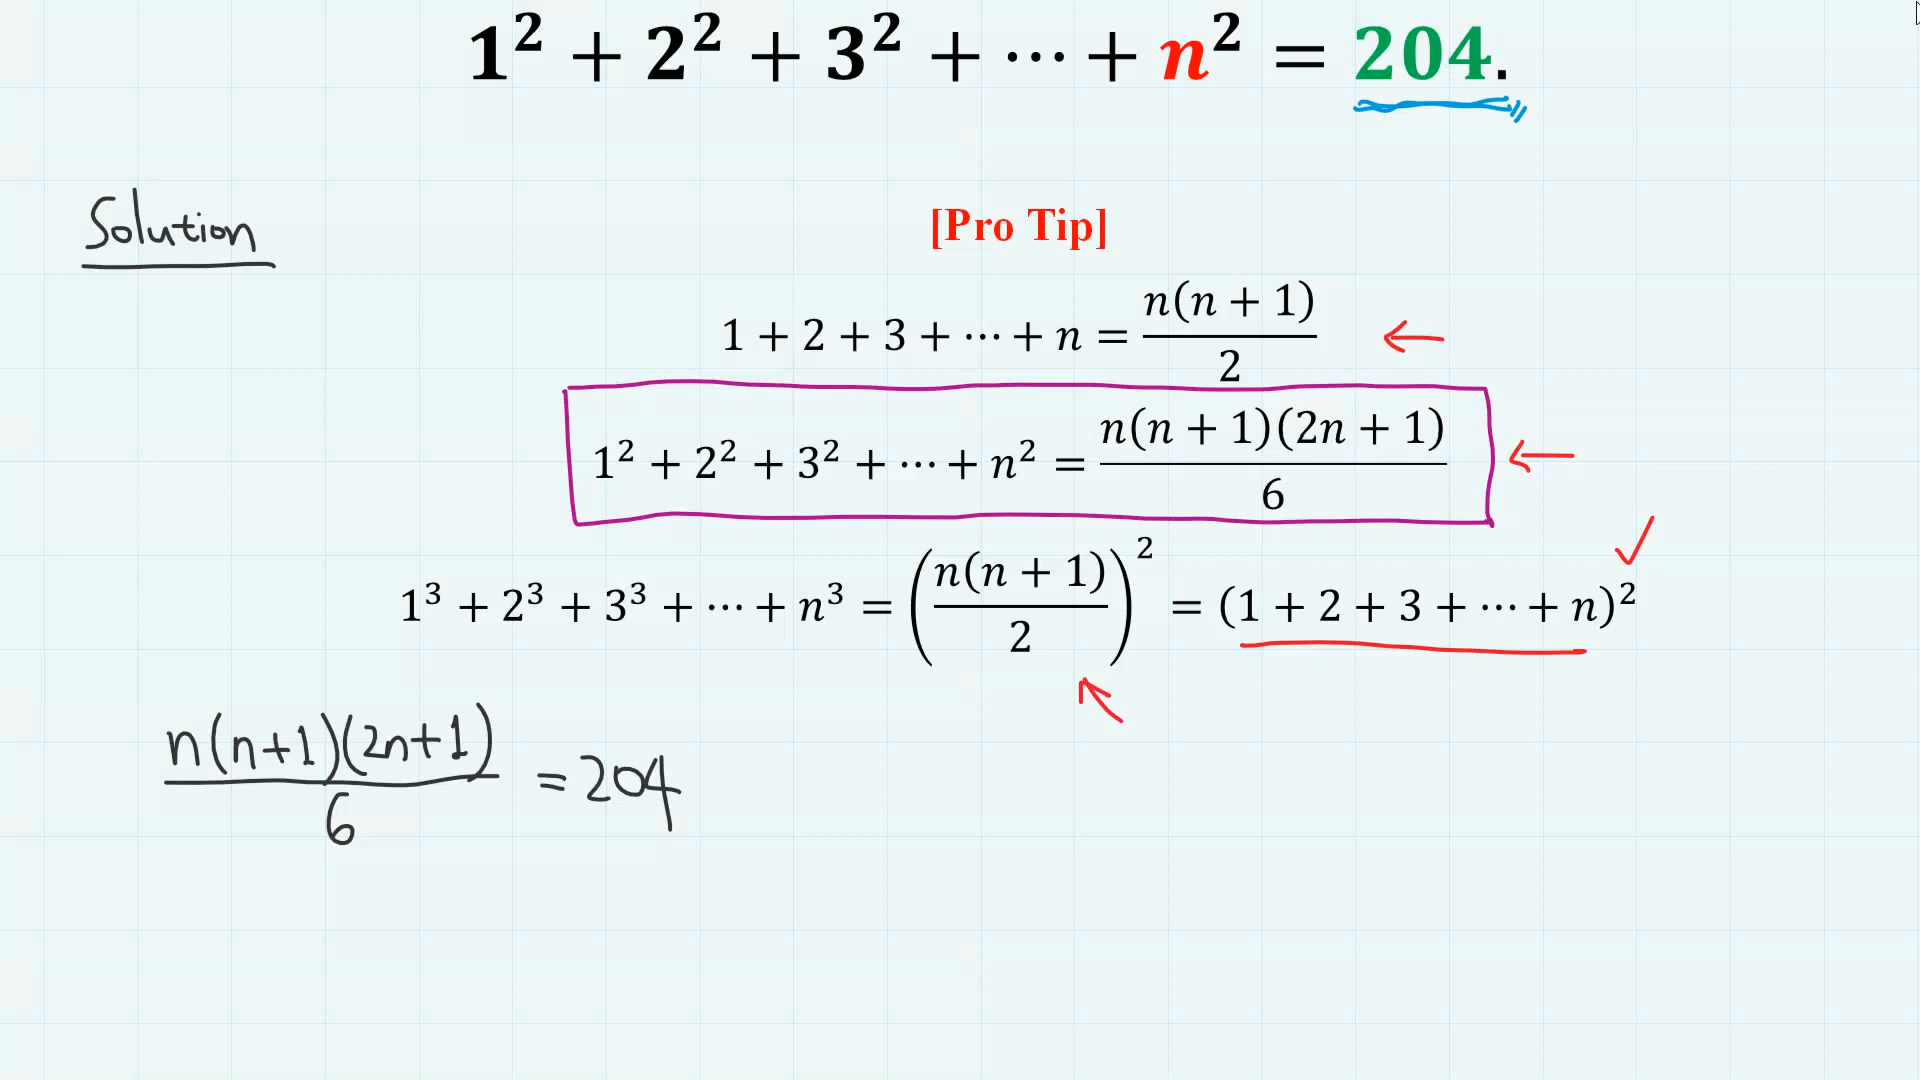 1² + 2² + 3² + ⋯ + n² = 204.
Solution
[Pro Tip]
1 + 2 + 3 + ⋯ + n = n(n + 1)/2
1² + 2² + 3² + ⋯ + n² = n(n + 1)(2n + 1)/6
1³ + 2³ + 3³ + ⋯ + n³ = (n(n + 1)/2)² = (1 + 2 + 3 + ⋯ + n)²
n(n+1)(2n+1)/6 = 204